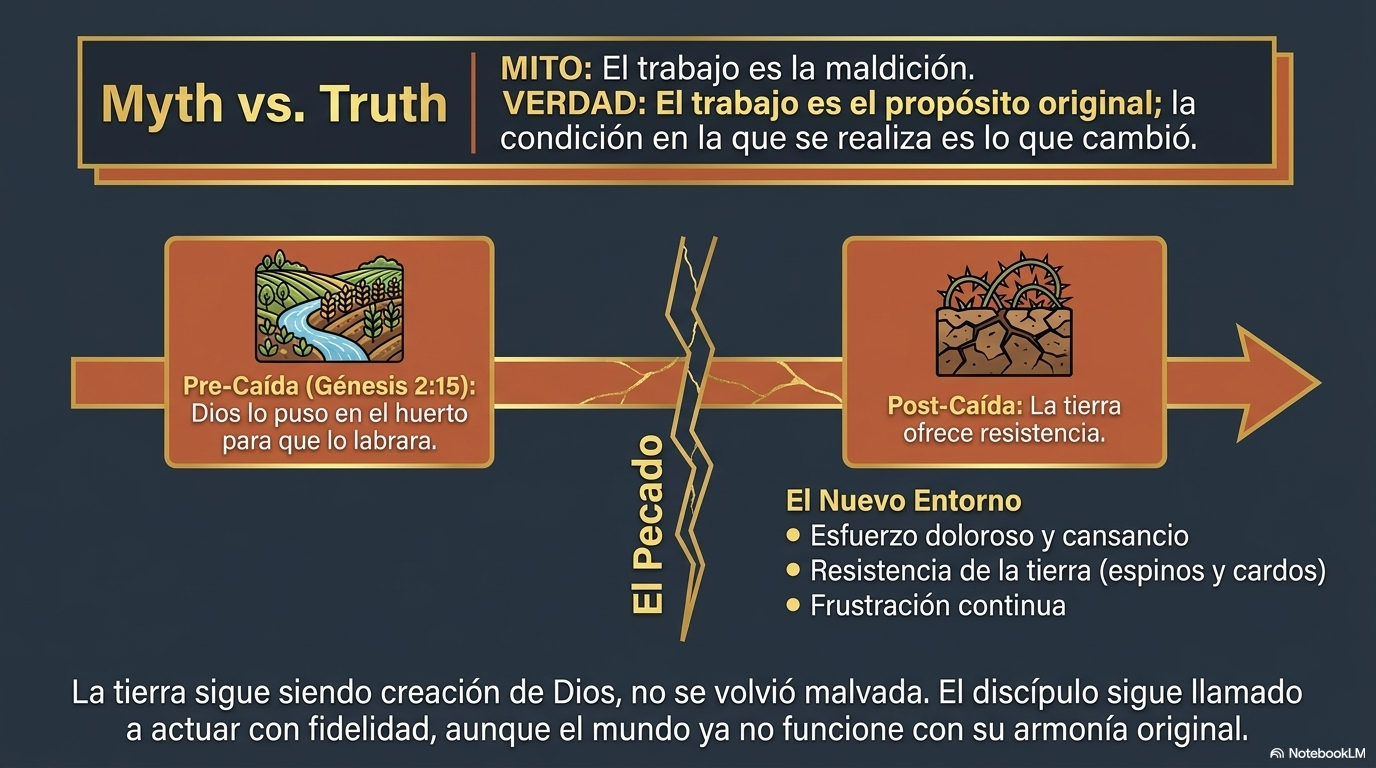 Myth vs. Truth
MITO: El trabajo es la maldición.
VERDAD: El trabajo es el propósito original; la
condición en la que se realiza es lo que cambió.
Pre-Caída (Génesis 2:15):
Dios lo puso en el huerto
para que lo labrara.
El Pecado
Post-Caída: La tierra
ofrece resistencia.
El Nuevo Entorno
• Esfuerzo doloroso y cansancio
• Resistencia de la tierra (espinos y cardos)
• Frustración continua
La tierra sigue siendo creación de Dios, no se volvió malvada. El discípulo sigue llamado
a actuar con fidelidad, aunque el mundo ya no funcione con su armonía original.
NotebookLM